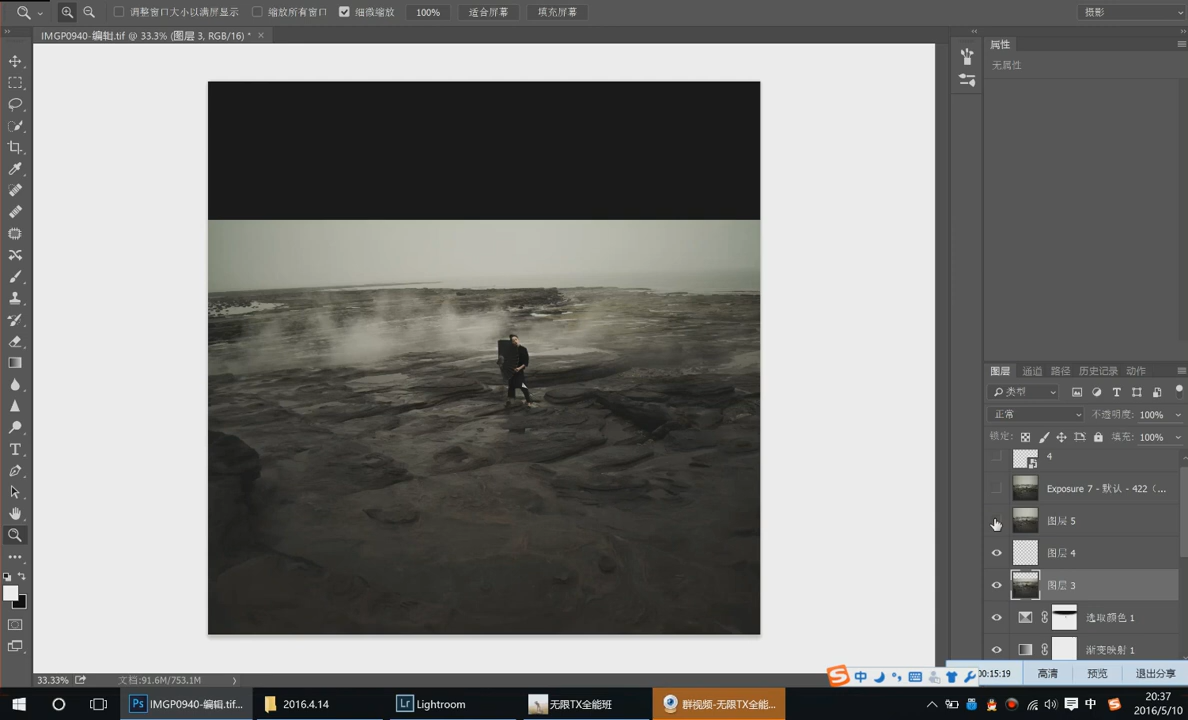 调整窗口大小以满屏显示 缩放所有窗口 细微缩放 100% 适合屏幕 填充屏幕 摄影
IMGP0940-编辑.tif @ 33.3% (图层 3, RGB/16) * ×
属性
无属性
图层 通道 路径 历史记录 动作
类型
正常 不透明度: 100%
锁定: 填充: 100%
4
Exposure 7 - 默认 - 422（...
图层 5
图层 4
图层 3
选取颜色 1
渐变映射 1
33.33% 文档:91.6M/753.1M
中 00:15:19 高清 预览 退出分享
Ps IMGP0940-编辑.tif... 2016.4.14 Lr Lightroom 无限TX全能班 群视频-无限TX全能... 中 20:37
2016/5/10